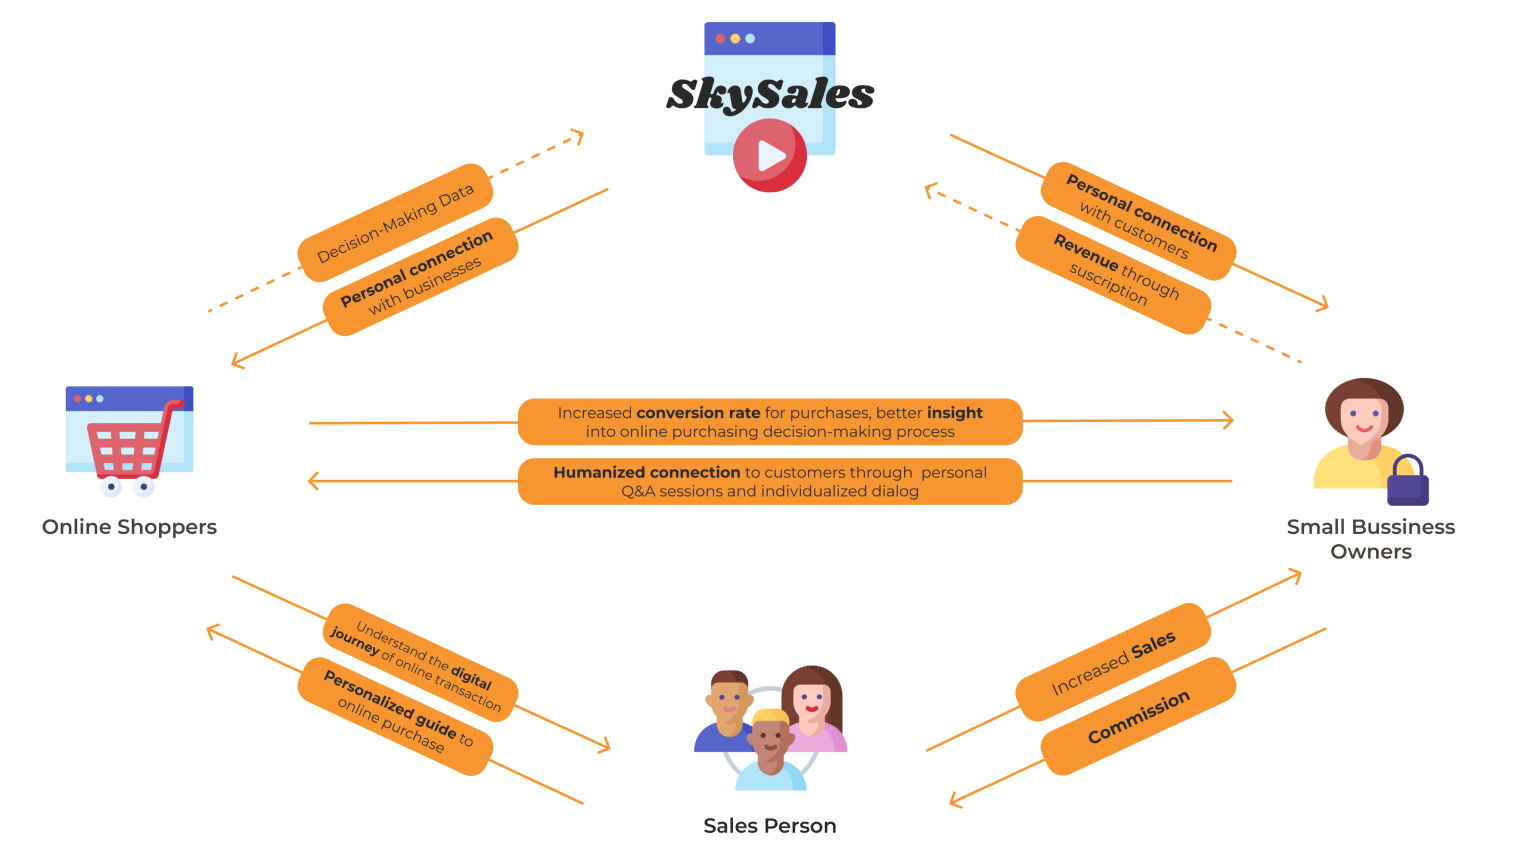 SkySales
Decision-Making Data
Personal connection
with businesses
Personal connection
with customers
Revenue through
suscription
Increased conversion rate for purchases, better insight
into online purchasing decision-making process
Humanized connection to customers through personal
Q&A sessions and individualized dialog
Online Shoppers
Small Bussiness
Owners
Understand the digital
journey of online transaction
Personalized guide to
online purchase
Increased Sales
Commission
Sales Person